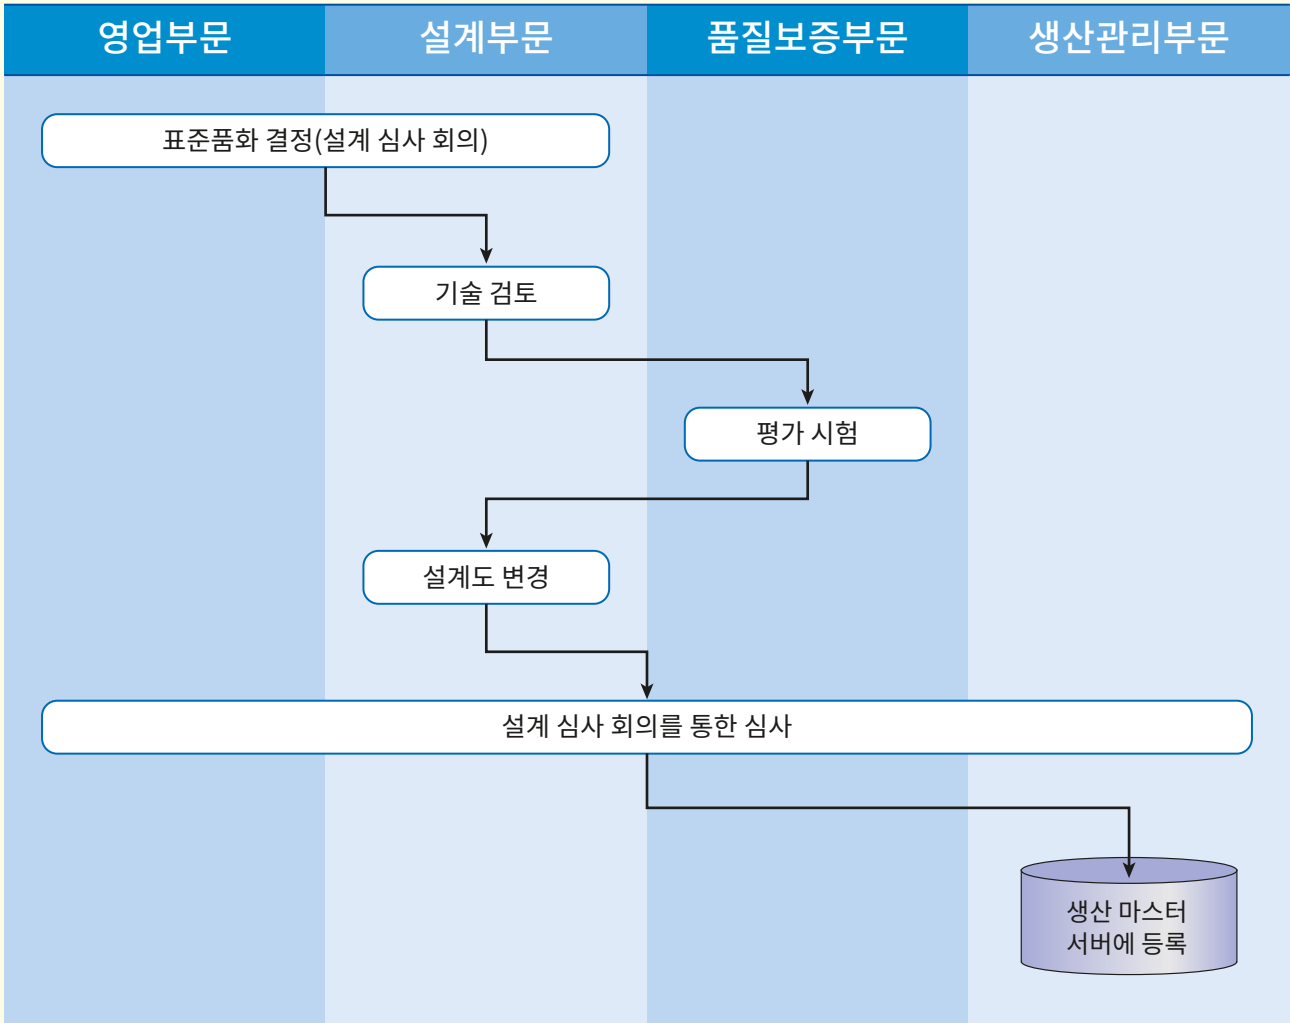 영업부문
설계부문
품질보증부문
생산관리부문
표준품화 결정(설계 심사 회의)
기술 검토
평가 시험
설계도 변경
설계 심사 회의를 통한 심사
생산 마스터
서버에 등록